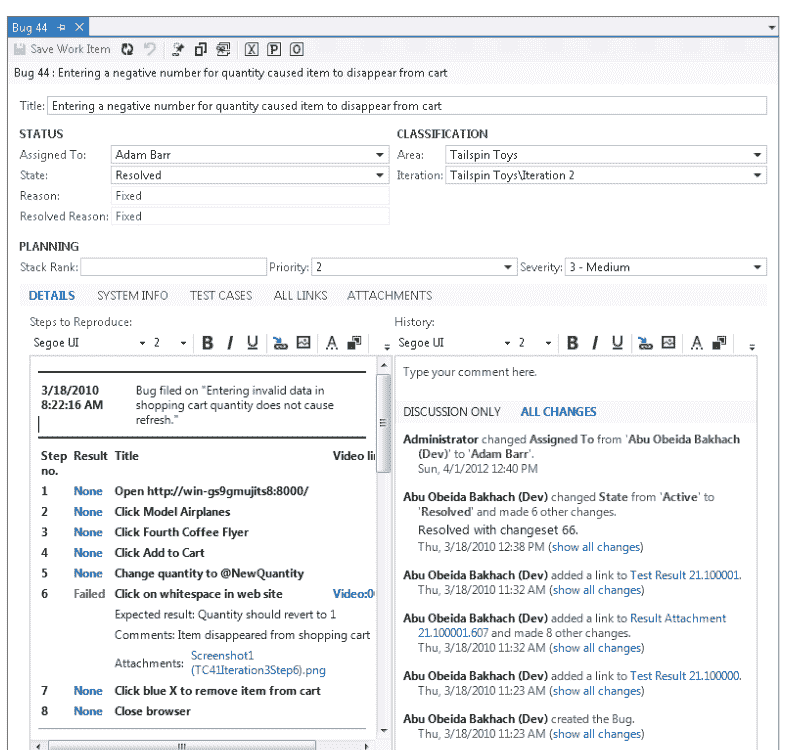 Bug 44
Save Work Item
Bug 44 : Entering a negative number for quantity caused item to disappear from cart
Title: Entering a negative number for quantity caused item to disappear from cart
STATUS
Assigned To: Adam Barr
State: Resolved
Reason: Fixed
Resolved Reason: Fixed
CLASSIFICATION
Area: Tailspin Toys
Iteration: Tailspin Toys\Iteration 2
PLANNING
Stack Rank: Priority: 2 Severity: 3 - Medium
DETAILS SYSTEM INFO TEST CASES ALL LINKS ATTACHMENTS
Steps to Reproduce:
Segoe UI 2 B I U A
3/18/2010 Bug filed on "Entering invalid data in
8:22:16 AM shopping cart quantity does not cause
refresh."
Step Result Title Video li
no.
1 None Open http://win-gs9gmujits8:8000/
2 None Click Model Airplanes
3 None Click Fourth Coffee Flyer
4 None Click Add to Cart
5 None Change quantity to @NewQuantity
6 Failed Click on whitespace in web site Video:0
Expected result: Quantity should revert to 1
Comments: Item disappeared from shopping cart
Attachments: Screenshot1
(TC41Iteration3Step6).png
7 None Click blue X to remove item from cart
8 None Close browser
History:
Segoe UI 2 B I U A
Type your comment here.
DISCUSSION ONLY ALL CHANGES
Administrator changed Assigned To from 'Abu Obeida Bakhach
(Dev)' to 'Adam Barr'.
Sun, 4/1/2012 12:40 PM
Abu Obeida Bakhach (Dev) changed State from 'Active' to
'Resolved' and made 6 other changes.
Resolved with changeset 66.
Thu, 3/18/2010 12:38 PM (show all changes)
Abu Obeida Bakhach (Dev) added a link to Test Result 21.100001.
Thu, 3/18/2010 11:32 AM (show all changes)
Abu Obeida Bakhach (Dev) added a link to Result Attachment
21.100001.607 and made 8 other changes.
Thu, 3/18/2010 11:32 AM (show all changes)
Abu Obeida Bakhach (Dev) added a link to Test Result 21.100000.
Thu, 3/18/2010 11:23 AM (show all changes)
Abu Obeida Bakhach (Dev) created the Bug.
Thu, 3/18/2010 11:23 AM (show all changes)